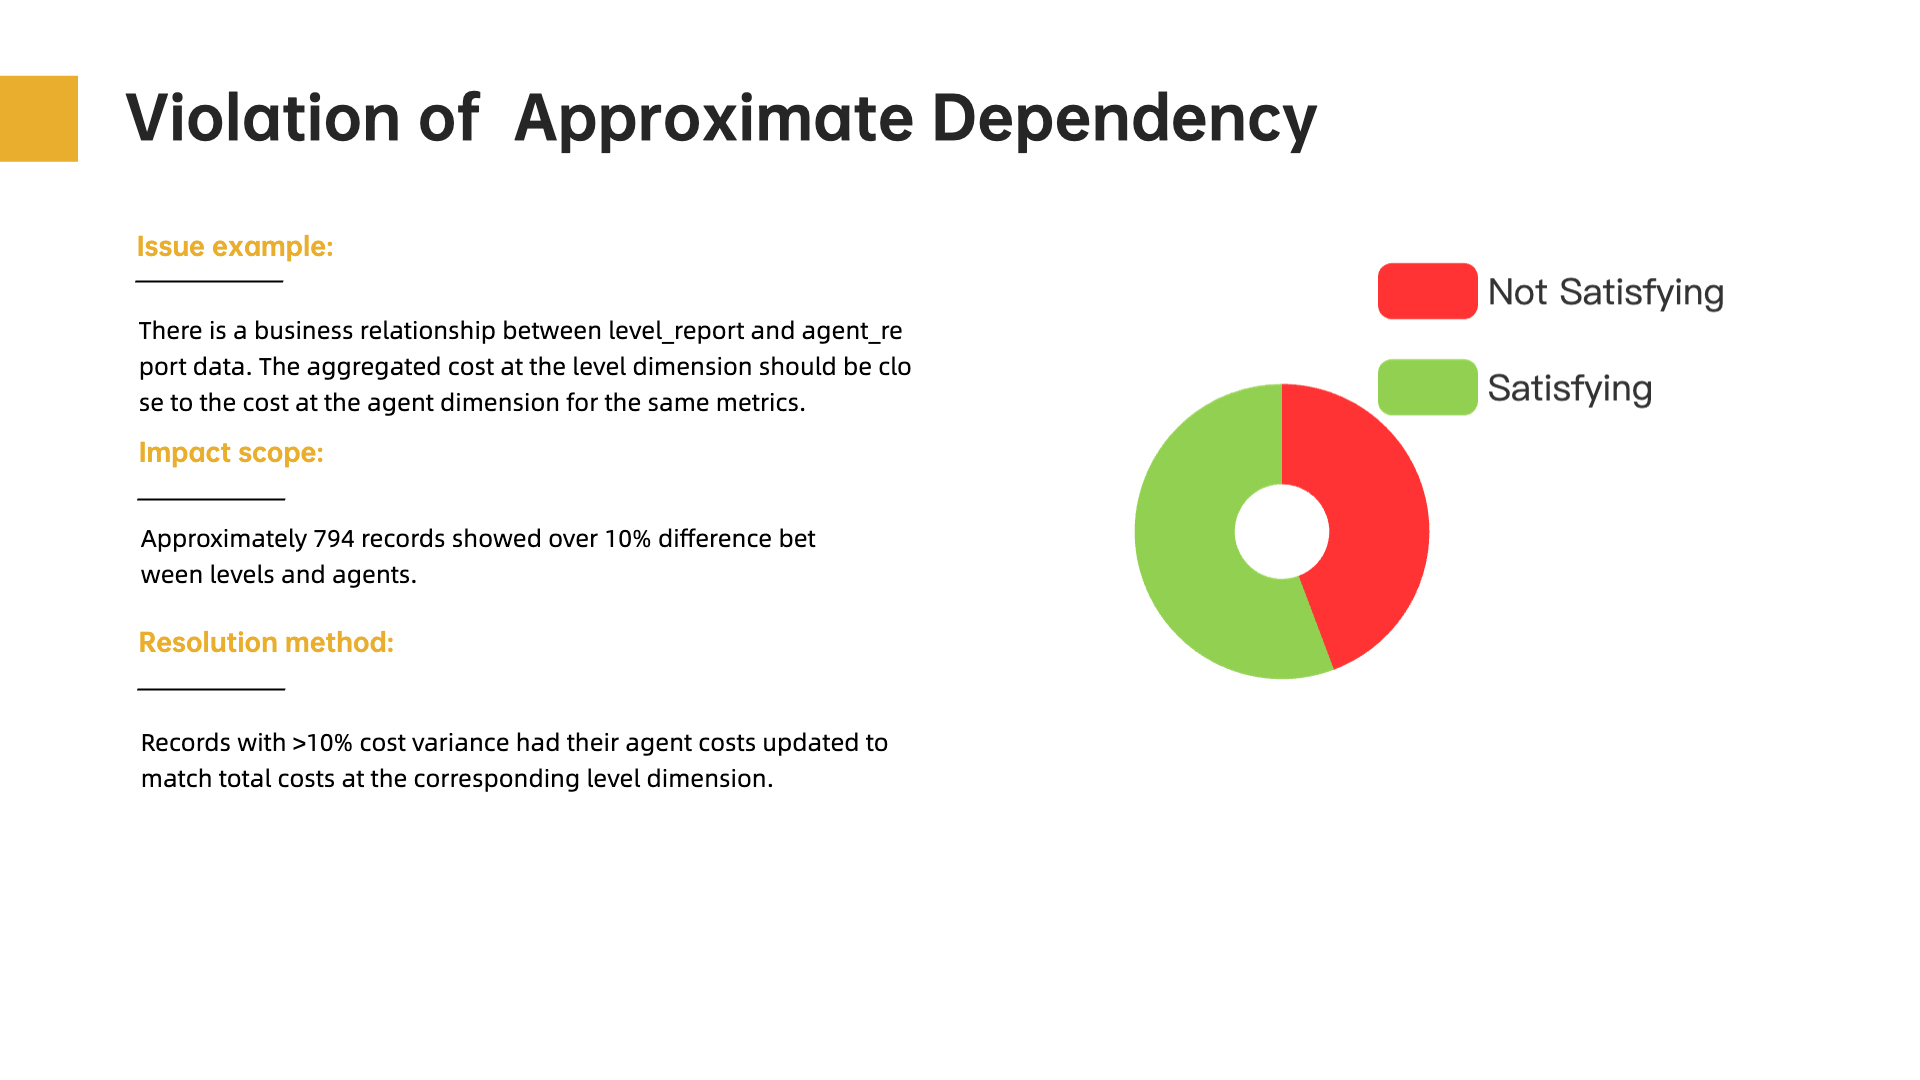 Violation of  Approximate Dependency
Issue example:
There is a business relationship between level_report and agent_re
port data. The aggregated cost at the level dimension should be clo
se to the cost at the agent dimension for the same metrics.
Impact scope:
Approximately 794 records showed over 10% difference bet
ween levels and agents.
Resolution method:
Records with >10% cost variance had their agent costs updated to
match total costs at the corresponding level dimension.
Not Satisfying
Satisfying